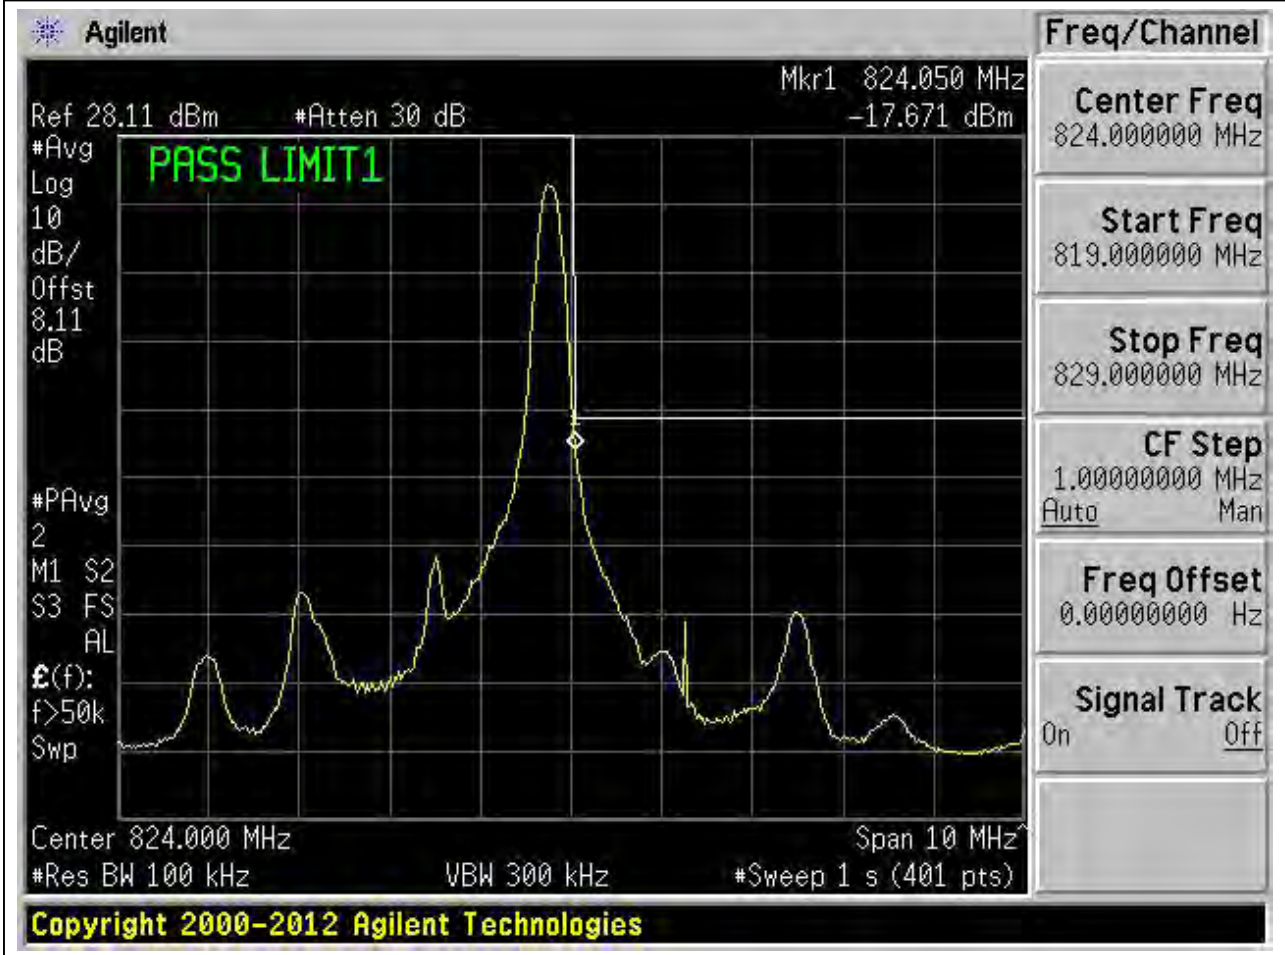 Agilent
Freq/Channel
Mkr1 824.050 MHz
Ref 28.11 dBm #Atten 30 dB -17.671 dBm
#Avg
Log
10
dB/
Offst
8.11
dB
PASS LIMIT1
#PAvg
2
M1 S2
S3 FS
AL
£(f):
f>50k
Swp
Center 824.000 MHz Span 10 MHz^
#Res BW 100 kHz VBW 300 kHz #Sweep 1 s (401 pts)
Center Freq
824.000000 MHz
Start Freq
819.000000 MHz
Stop Freq
829.000000 MHz
CF Step
1.00000000 MHz
Auto Man
Freq Offset
0.00000000 Hz
Signal Track
On Off
Copyright 2000-2012 Agilent Technologies